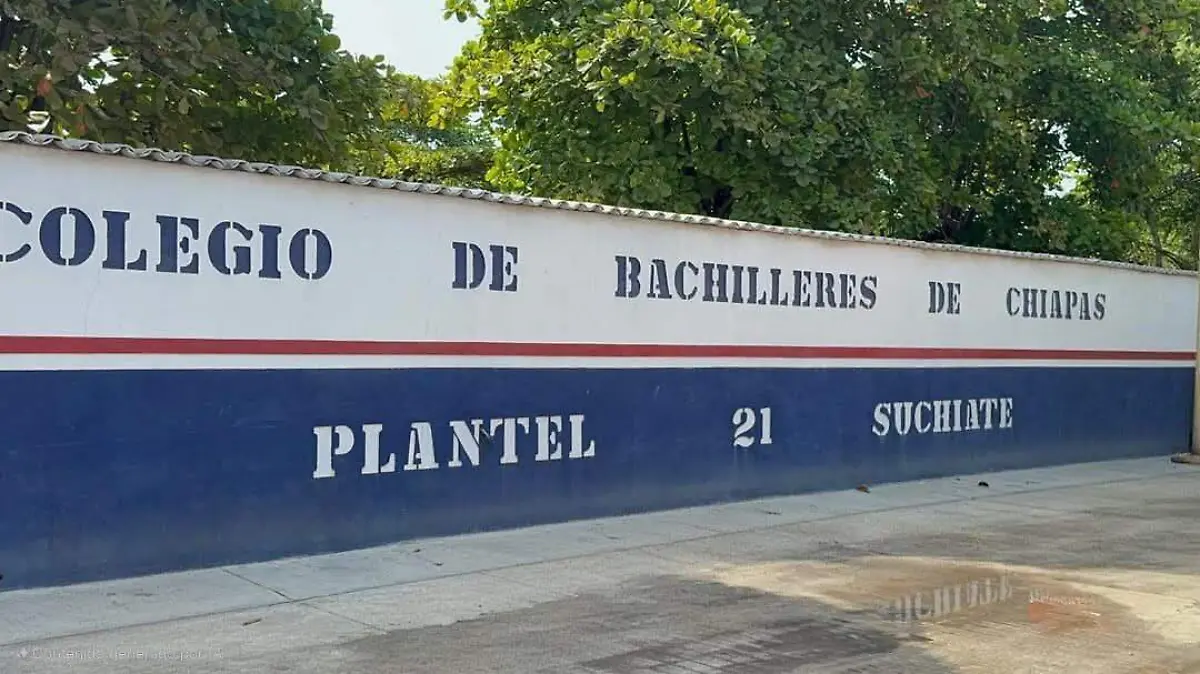 COLEGIO DE BACHILLERES DE CHIAPAS
PLANTEL 21 SUCHIATE